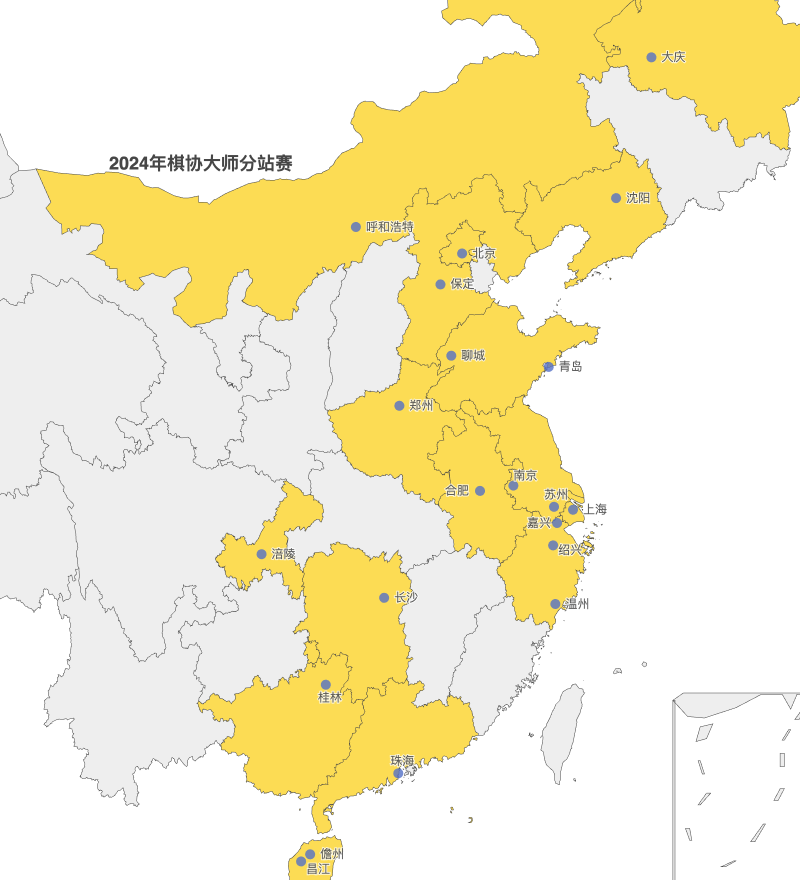 大庆
2024年棋协大师分站赛
沈阳
呼和浩特
北京
保定
聊城
青岛
郑州
南京
合肥
苏州
上海
嘉兴
绍兴
涪陵
长沙
温州
桂林
珠海
儋州
昌江